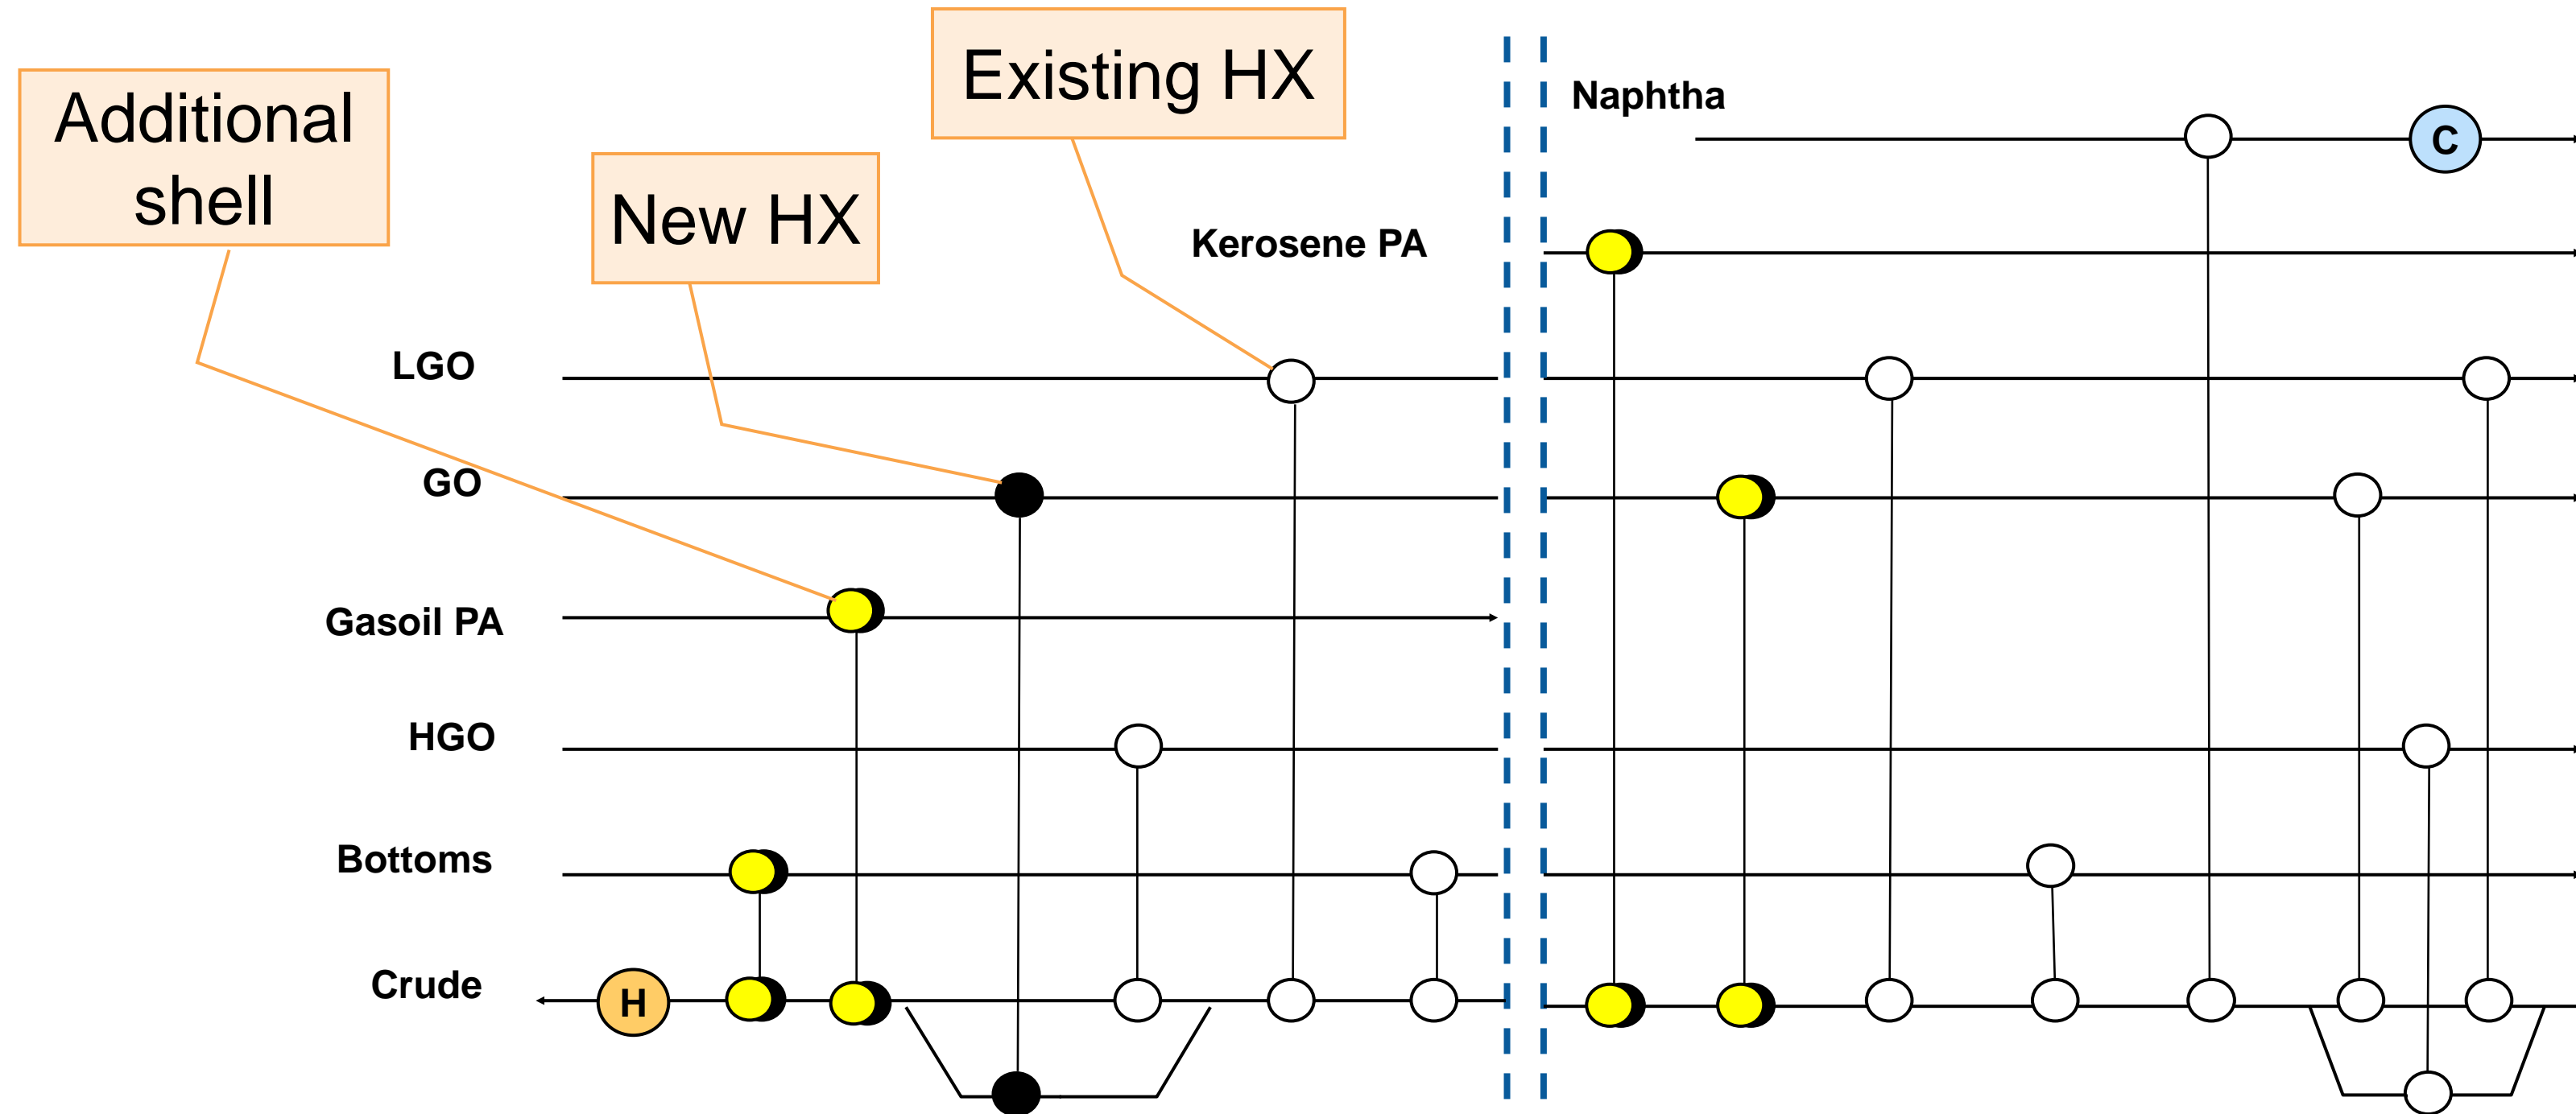 Existing HX
Additional
shell
Naphtha
C
New HX
Kerosene PA
LGO
GO
Gasoil PA
HGO
Bottoms
Crude
H